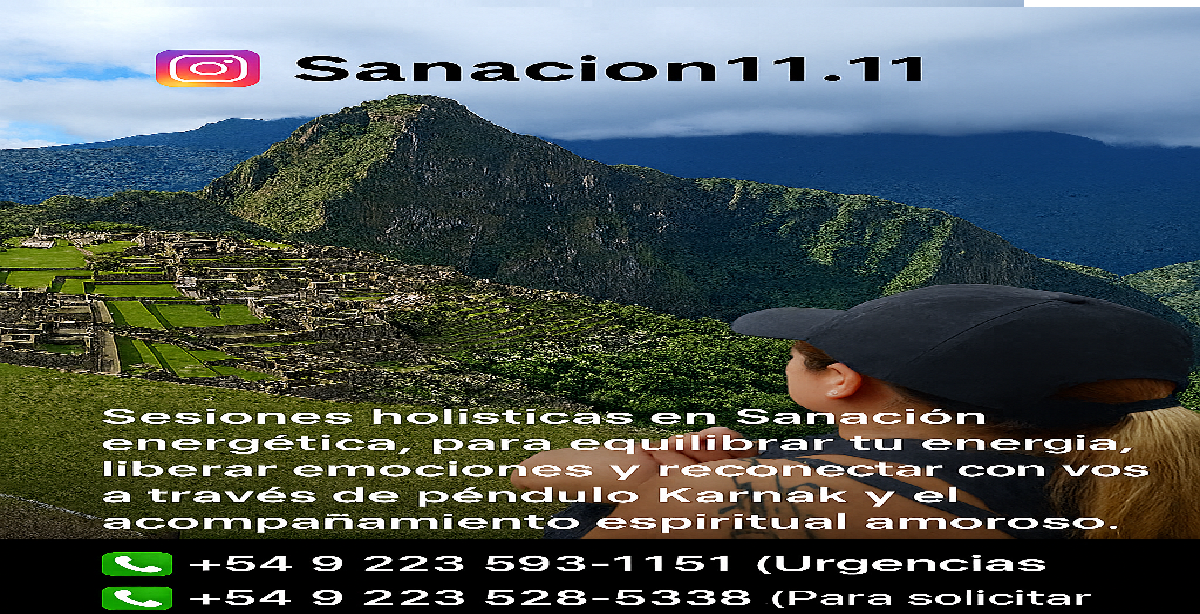 Sanacion11.11
Sesiones holisticas en Sanación
energética, para equilibrar tu energia,
liberar emociones y reconectar con vos
a través de péndulo Karnak y el
acompañamiento espiritual amoroso.
+54 9 223 593-1151 (Urgencias
+54 9 223 528-5338 (Para solicitar